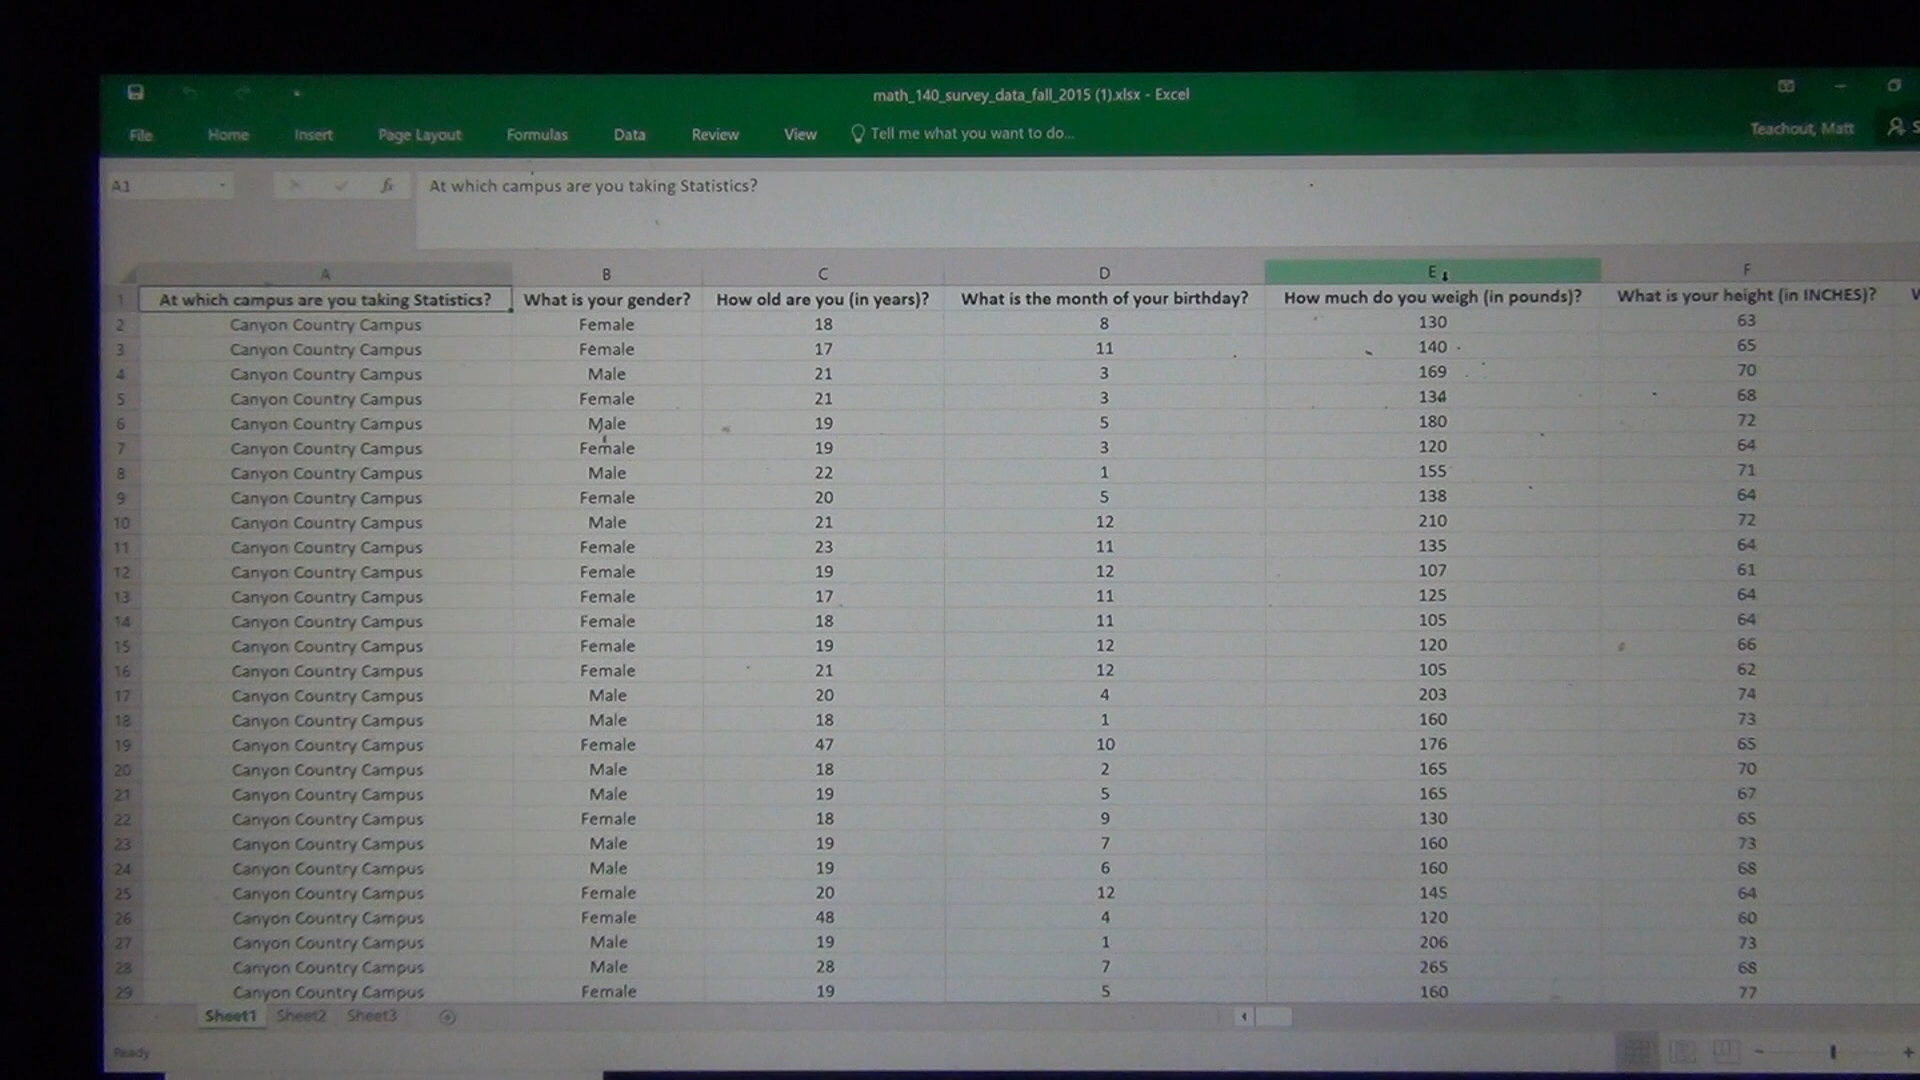 math_140_survey_data_fall_2015 (1).xlsx - Excel
File Home Insert Page Layout Formulas Data Review View Tell me what you want to do... Teachout, Matt
A1 fx At which campus are you taking Statistics?
A B C D E F
1 At which campus are you taking Statistics? What is your gender? How old are you (in years)? What is the month of your birthday? How much do you weigh (in pounds)? What is your height (in INCHES)?
2 Canyon Country Campus Female 18 8 130 63
3 Canyon Country Campus Female 17 11 140 65
4 Canyon Country Campus Male 21 3 169 70
5 Canyon Country Campus Female 21 3 134 68
6 Canyon Country Campus Male 19 5 180 72
7 Canyon Country Campus Female 19 3 120 64
8 Canyon Country Campus Male 22 1 155 71
9 Canyon Country Campus Female 20 5 138 64
10 Canyon Country Campus Male 21 12 210 72
11 Canyon Country Campus Female 23 11 135 64
12 Canyon Country Campus Female 19 12 107 61
13 Canyon Country Campus Female 17 11 125 64
14 Canyon Country Campus Female 18 11 105 64
15 Canyon Country Campus Female 19 12 120 66
16 Canyon Country Campus Female 21 12 105 62
17 Canyon Country Campus Male 20 4 203 74
18 Canyon Country Campus Male 18 1 160 73
19 Canyon Country Campus Female 47 10 176 65
20 Canyon Country Campus Male 18 2 165 70
21 Canyon Country Campus Male 19 5 165 67
22 Canyon Country Campus Female 18 9 130 65
23 Canyon Country Campus Male 19 7 160 73
24 Canyon Country Campus Male 19 6 160 68
25 Canyon Country Campus Female 20 12 145 64
26 Canyon Country Campus Female 48 4 120 60
27 Canyon Country Campus Male 19 1 206 73
28 Canyon Country Campus Male 28 7 265 68
29 Canyon Country Campus Female 19 5 160 77
Sheet1 Sheet2 Sheet3
Ready